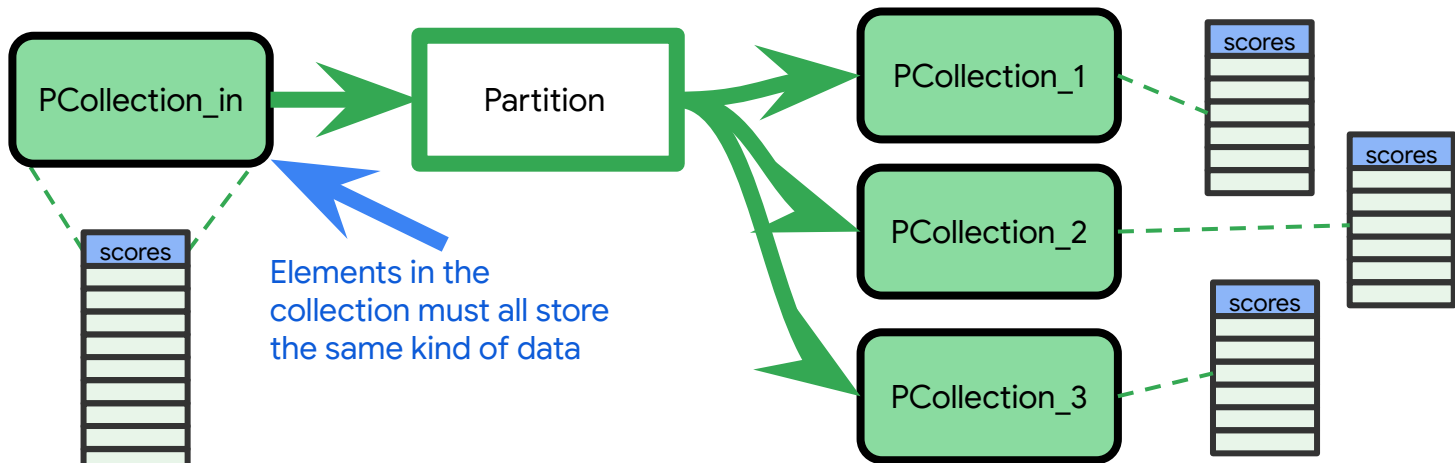 PCollection_in
Partition
PCollection_1
scores
scores
PCollection_2
scores
Elements in the
collection must all store
the same kind of data
scores
PCollection_3